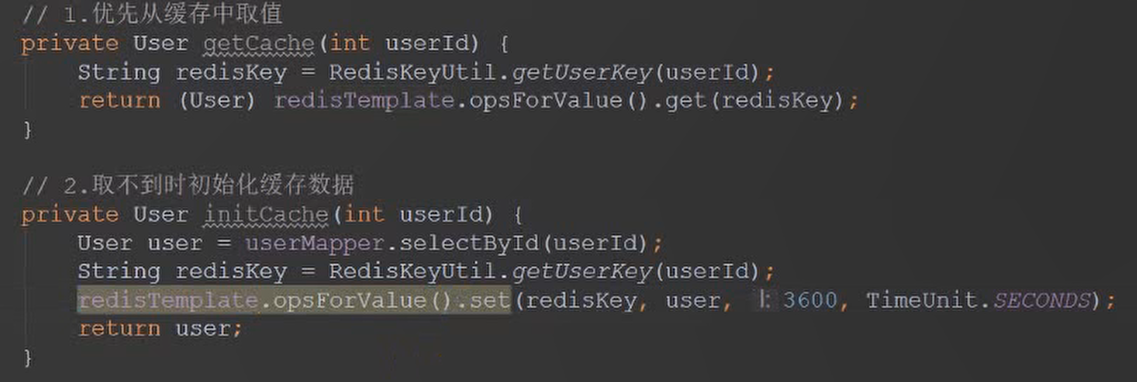 // 1.优先从缓存中取值
private User getCache(int userId) {
    String redisKey = RedisKeyUtil.getUserKey(userId);
    return (User) redisTemplate.opsForValue().get(redisKey);
}
// 2.取不到时初始化缓存数据
private User initCache(int userId) {
    User user = userMapper.selectById(userId);
    String redisKey = RedisKeyUtil.getUserKey(userId);
    redisTemplate.opsForValue().set(redisKey, user, l: 3600, TimeUnit.SECONDS);
    return user;
}